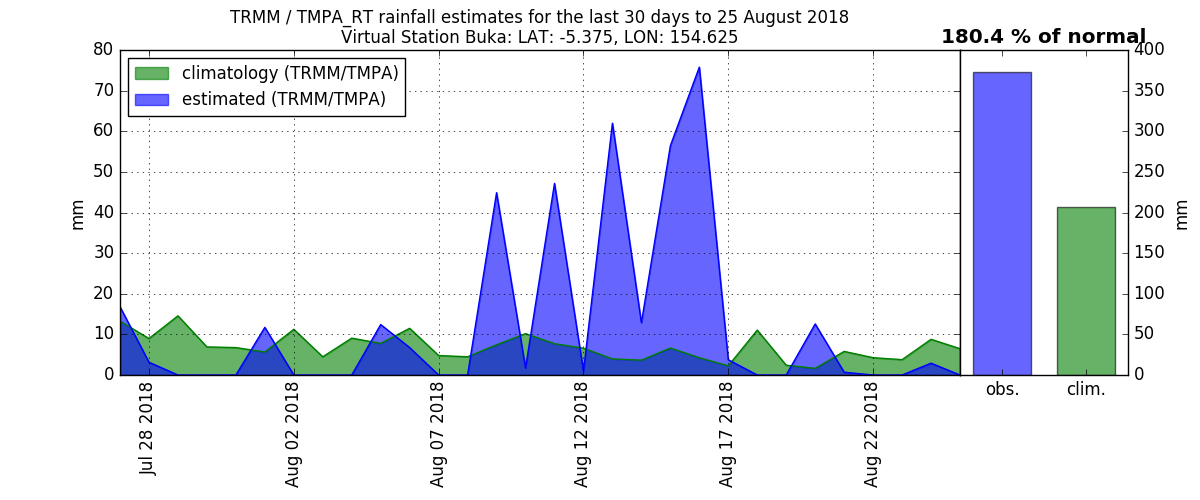 TRMM / TMPA_RT rainfall estimates for the last 30 days to 25 August 2018
Virtual Station Buka: LAT: -5.375, LON: 154.625
180.4 % of normal
climatology (TRMM/TMPA)
estimated (TRMM/TMPA)
mm
80
70
60
50
40
30
20
10
0
Jul 28 2018
Aug 02 2018
Aug 07 2018
Aug 12 2018
Aug 17 2018
Aug 22 2018
400
350
300
250
200
150
100
50
0
mm
obs.
clim.